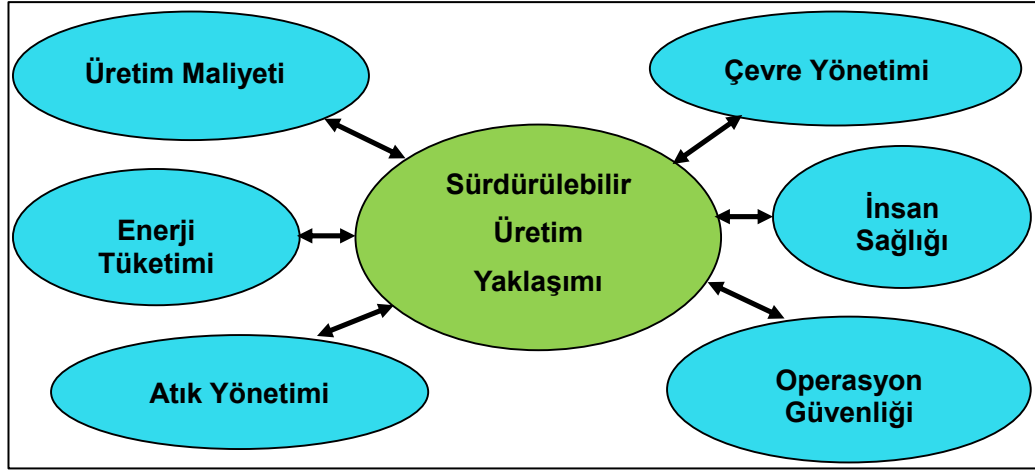 Üretim Maliyeti
Çevre Yönetimi
Sürdürülebilir
Üretim
Yaklaşımı
Enerji
Tüketimi
İnsan
Sağlığı
Atık Yönetimi
Operasyon
Güvenliği